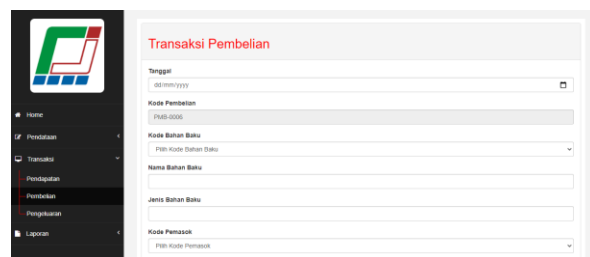 Home
Pendataan
Transaksi
Pendapatan
Pembelian
Pengeluaran
Laporan
Transaksi Pembelian
Tanggal
dd/mm/yyyy
Kode Pembelian
PMB-0006
Kode Bahan Baku
Pilih Kode Bahan Baku
Nama Bahan Baku
Jenis Bahan Baku
Kode Pemasok
Pilih Kode Pemasok